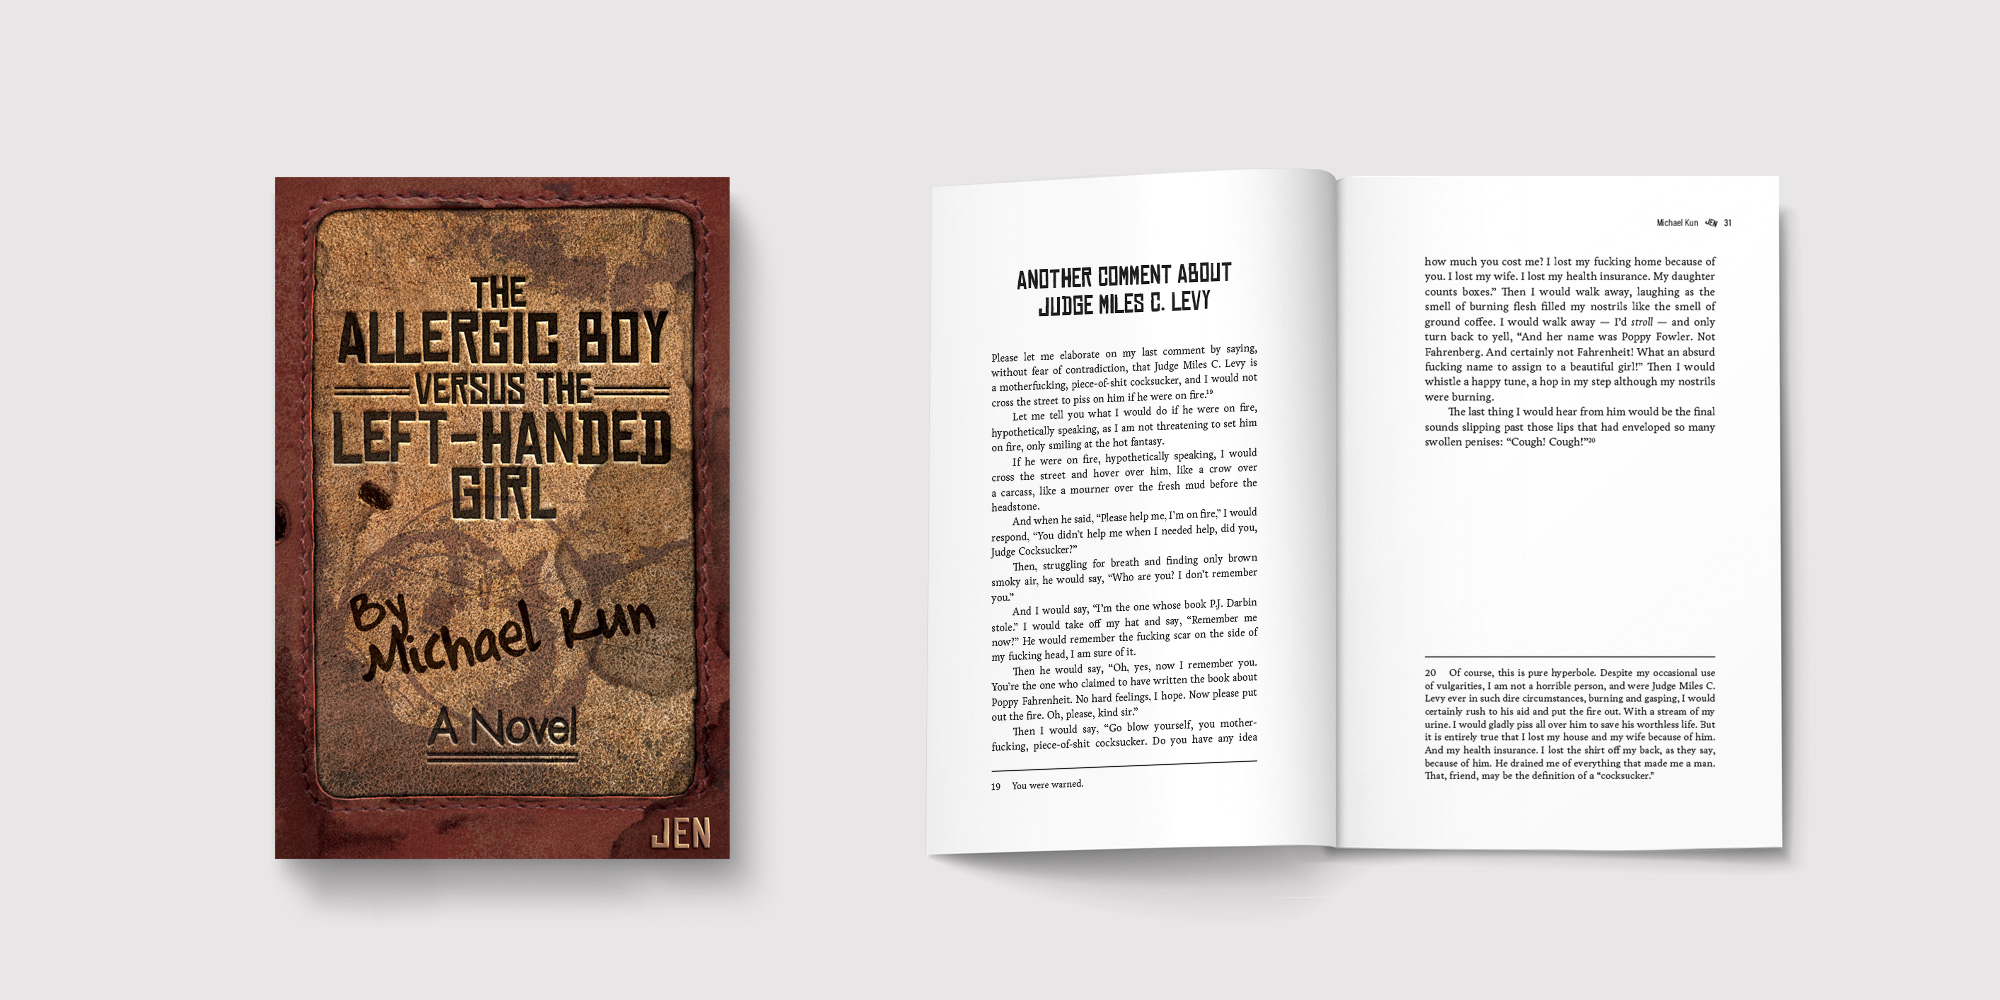 THE
ALLERGIC BOY
VERSUS THE
LEFT-HANDED
GIRL
By
Michael Kun
A Novel
JEN
ANOTHER COMMENT ABOUT
JUDGE MILES C. LEVY
Please let me elaborate on my last comment by saying,
without fear of contradiction, that Judge Miles C. Levy is
a motherfucking, piece-of-shit cocksucker, and I would not
cross the street to piss on him if he were on fire.19
Let me tell you what I would do if he were on fire,
hypothetically speaking, as I am not threatening to set him
on fire, only smiling at the hot fantasy.
If he were on fire, hypothetically speaking, I would
cross the street and hover over him, like a crow over
a carcass, like a mourner over the fresh mud before the
headstone.
And when he said, “Please help me, I’m on fire,” I would
respond, “You didn’t help me when I needed help, did you,
Judge Cocksucker?”
Then, struggling for breath and finding only brown
smoky air, he would say, “Who are you? I don’t remember
you.”
And I would say, “I’m the one whose book P.J. Darbin
stole.” I would take off my hat and say, “Remember me
now?” He would remember the fucking scar on the side of
my fucking head, I am sure of it.
Then he would say, “Oh, yes, now I remember you.
You’re the one who claimed to have written the book about
Poppy Fahrenheit. No hard feelings, I hope. Now please put
out the fire. Oh, please, kind sir.”
Then I would say, “Go blow yourself, you mother-
fucking, piece-of-shit cocksucker. Do you have any idea
19 You were warned.
Michael Kun JEN 31
how much you cost me? I lost my fucking home because of
you. I lost my wife. I lost my health insurance. My daughter
counts boxes.” Then I would walk away, laughing as the
smell of burning flesh filled my nostrils like the smell of
ground coffee. I would walk away — I’d stroll — and only
turn back to yell, “And her name was Poppy Fowler. Not
Fahrenberg. And certainly not Fahrenheit! What an absurd
fucking name to assign to a beautiful girl!” Then I would
whistle a happy tune, a hop in my step although my nostrils
were burning.
The last thing I would hear from him would be the final
sounds slipping past those lips that had enveloped so many
swollen penises: “Cough! Cough!”20
20 Of course, this is pure hyperbole. Despite my occasional use
of vulgarities, I am not a horrible person, and were Judge Miles C.
Levy ever in such dire circumstances, burning and gasping, I would
certainly rush to his aid and put the fire out. With a stream of my
urine. I would gladly piss all over him to save his worthless life. But
it is entirely true that I lost my house and my wife because of him.
And my health insurance. I lost the shirt off my back, as they say,
because of him. He drained me of everything that made me a man.
That, friend, may be the definition of a “cocksucker.”